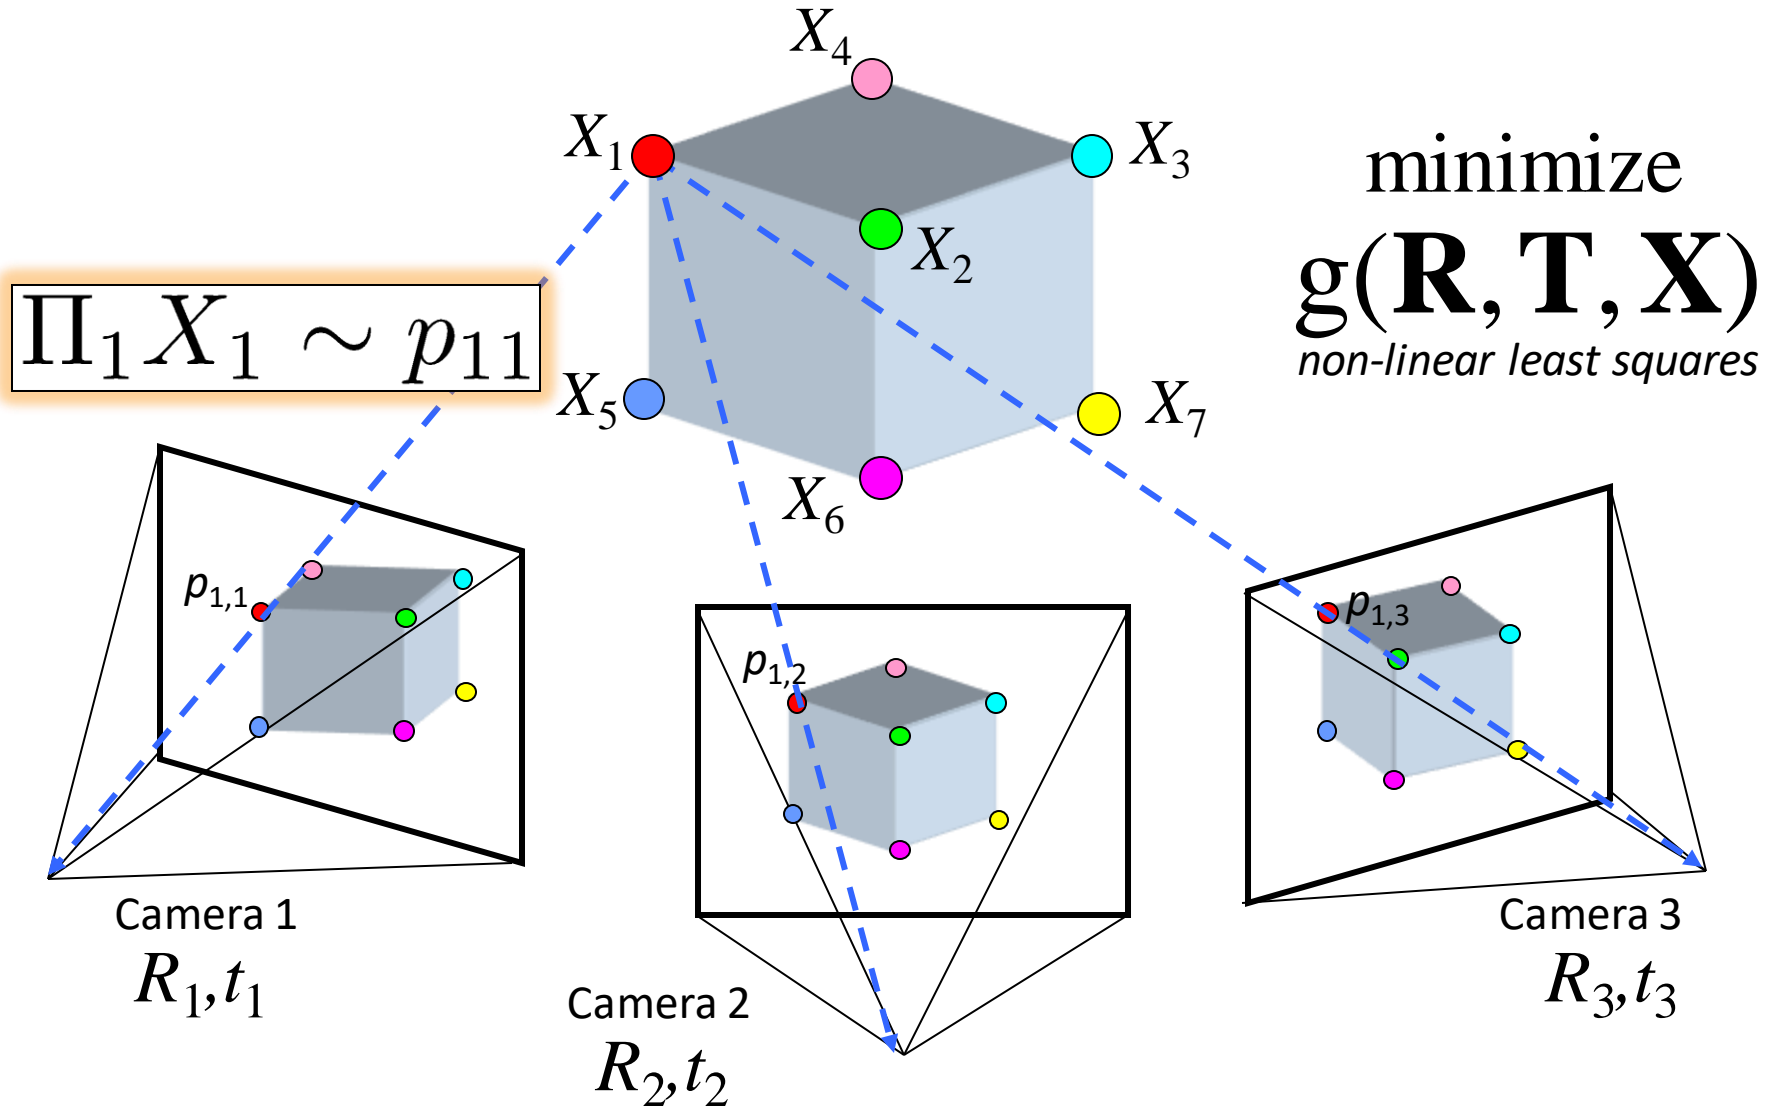 X₄
X₁
X₃
minimize
X₂
g(R, T, X)
Π₁X₁ ∼ p₁₁
non-linear least squares
X₅
X₇
X₆
p₁,₁
p₁,₃
p₁,₂
Camera 1
R₁,t₁
Camera 2
R₂,t₂
Camera 3
R₃,t₃